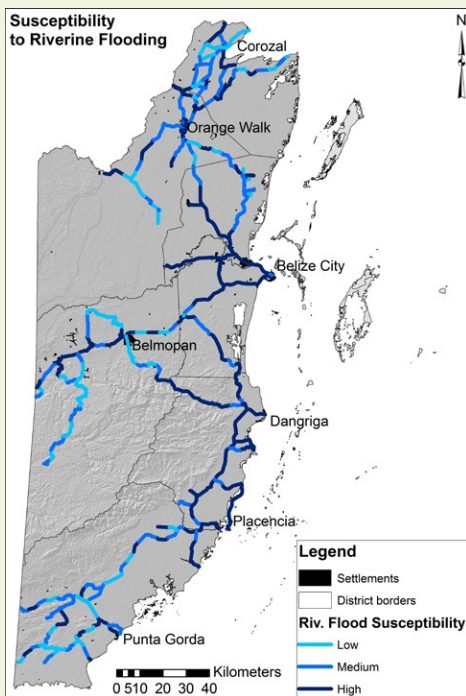 Susceptibility
to Riverine Flooding
N
Corozal
Orange Walk
Belize City
Belmopan
Dangriga
Placencia
Punta Gorda
Legend
Settlements
District borders
Riv. Flood Susceptibility
Low
Medium
High
Kilometers
0 510 20 30 40